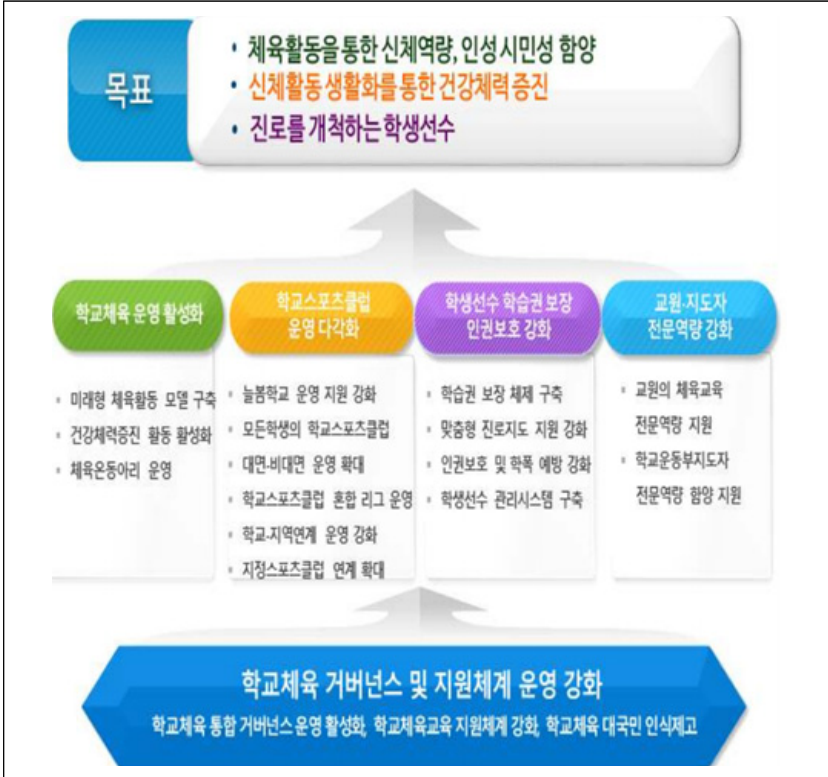 목표
• 체육활동을 통한 신체역량, 인성 시민성 함양
• 신체활동 생활화를 통한 건강체력 증진
• 진로를 개척하는 학생선수
학교체육 운영 활성화
▫ 미래형 체육활동 모델 구축
▫ 건강체력증진 활동 활성화
▫ 체육온동아리 운영
학교스포츠클럽
운영 다각화
▫ 늘봄학교 운영 지원 강화
▫ 모든학생의 학교스포츠클럽
▫ 대면-비대면 운영 확대
▫ 학교스포츠클럽 혼합 리그 운영
▫ 학교-지역연계 운영 강화
▫ 지정스포츠클럽 연계 확대
학생선수 학습권 보장
인권보호 강화
▫ 학습권 보장 체제 구축
▫ 맞춤형 진로지도 지원 강화
▫ 인권보호 및 학폭 예방 강화
▫ 학생선수 관리시스템 구축
교원·지도자
전문역량 강화
▫ 교원의 체육교육
전문역량 지원
▫ 학교운동부지도자
전문역량 함양 지원
학교체육 거버넌스 및 지원체계 운영 강화
학교체육 통합 거버넌스 운영 활성화, 학교체육교육 지원체계 강화, 학교체육 대국민 인식제고